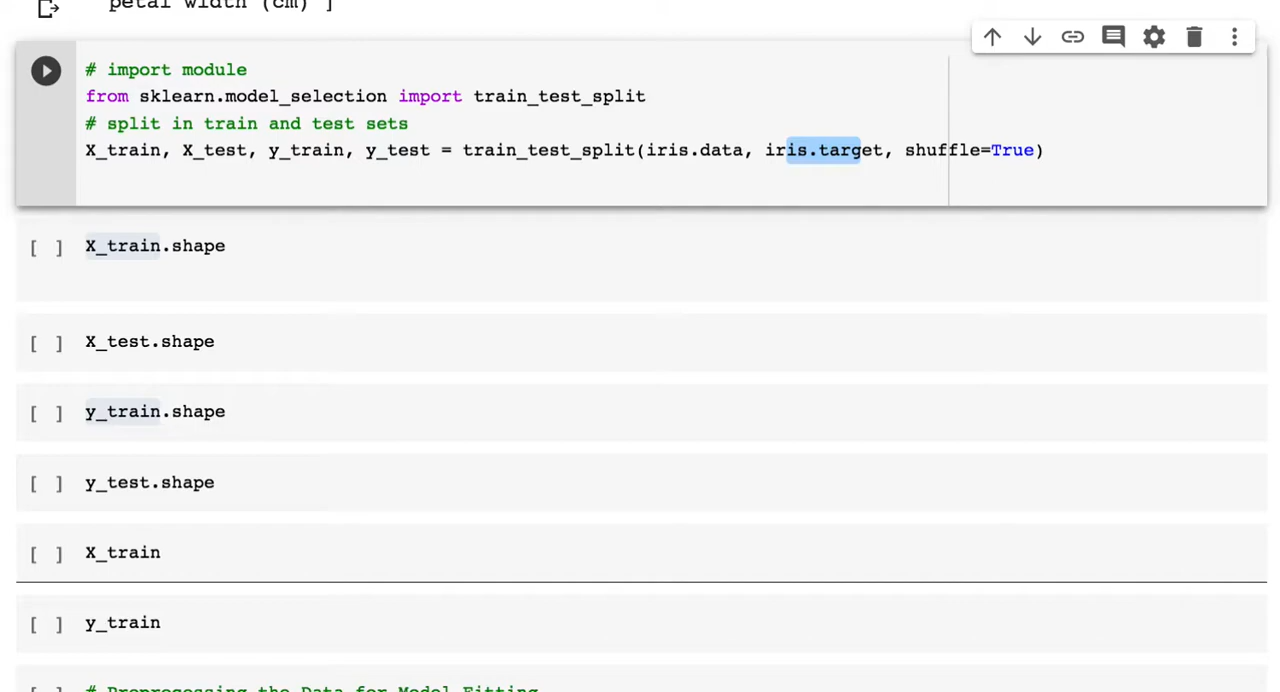 petal width (cm)']
# import module
from sklearn.model_selection import train_test_split
# split in train and test sets
X_train, X_test, y_train, y_test = train_test_split(iris.data, iris.target, shuffle=True)
[ ] X_train.shape
[ ] X_test.shape
[ ] y_train.shape
[ ] y_test.shape
[ ] X_train
[ ] y_train
[ ] # Preprocessing the Data for Model Fitting